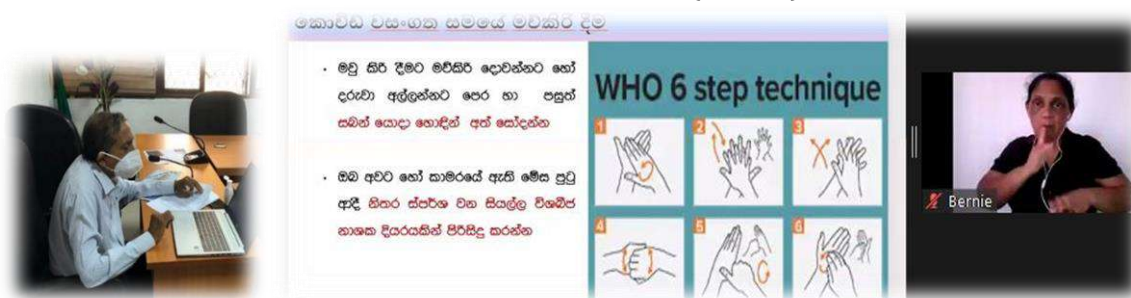 කොවිඩ් වසංගත සමයේ මව්කිරි දීම
• මවු කිරි දීමට මව්කිරි දොවන්නට හෝ
දරුවා අල්ලන්නට පෙර හා පසුත්
සබන් යොදා හොඳින් අත් සෝදන්න
• ඔබ අවට හෝ කාමරයේ ඇති මේස පුටු
ආදී නිතර ස්පර්ශ වන සියල්ල විශබීජ
නාශක දියරයකින් පිරිසිදු කරන්න
WHO 6 step technique
1
2
3
4
5
6
Bernie